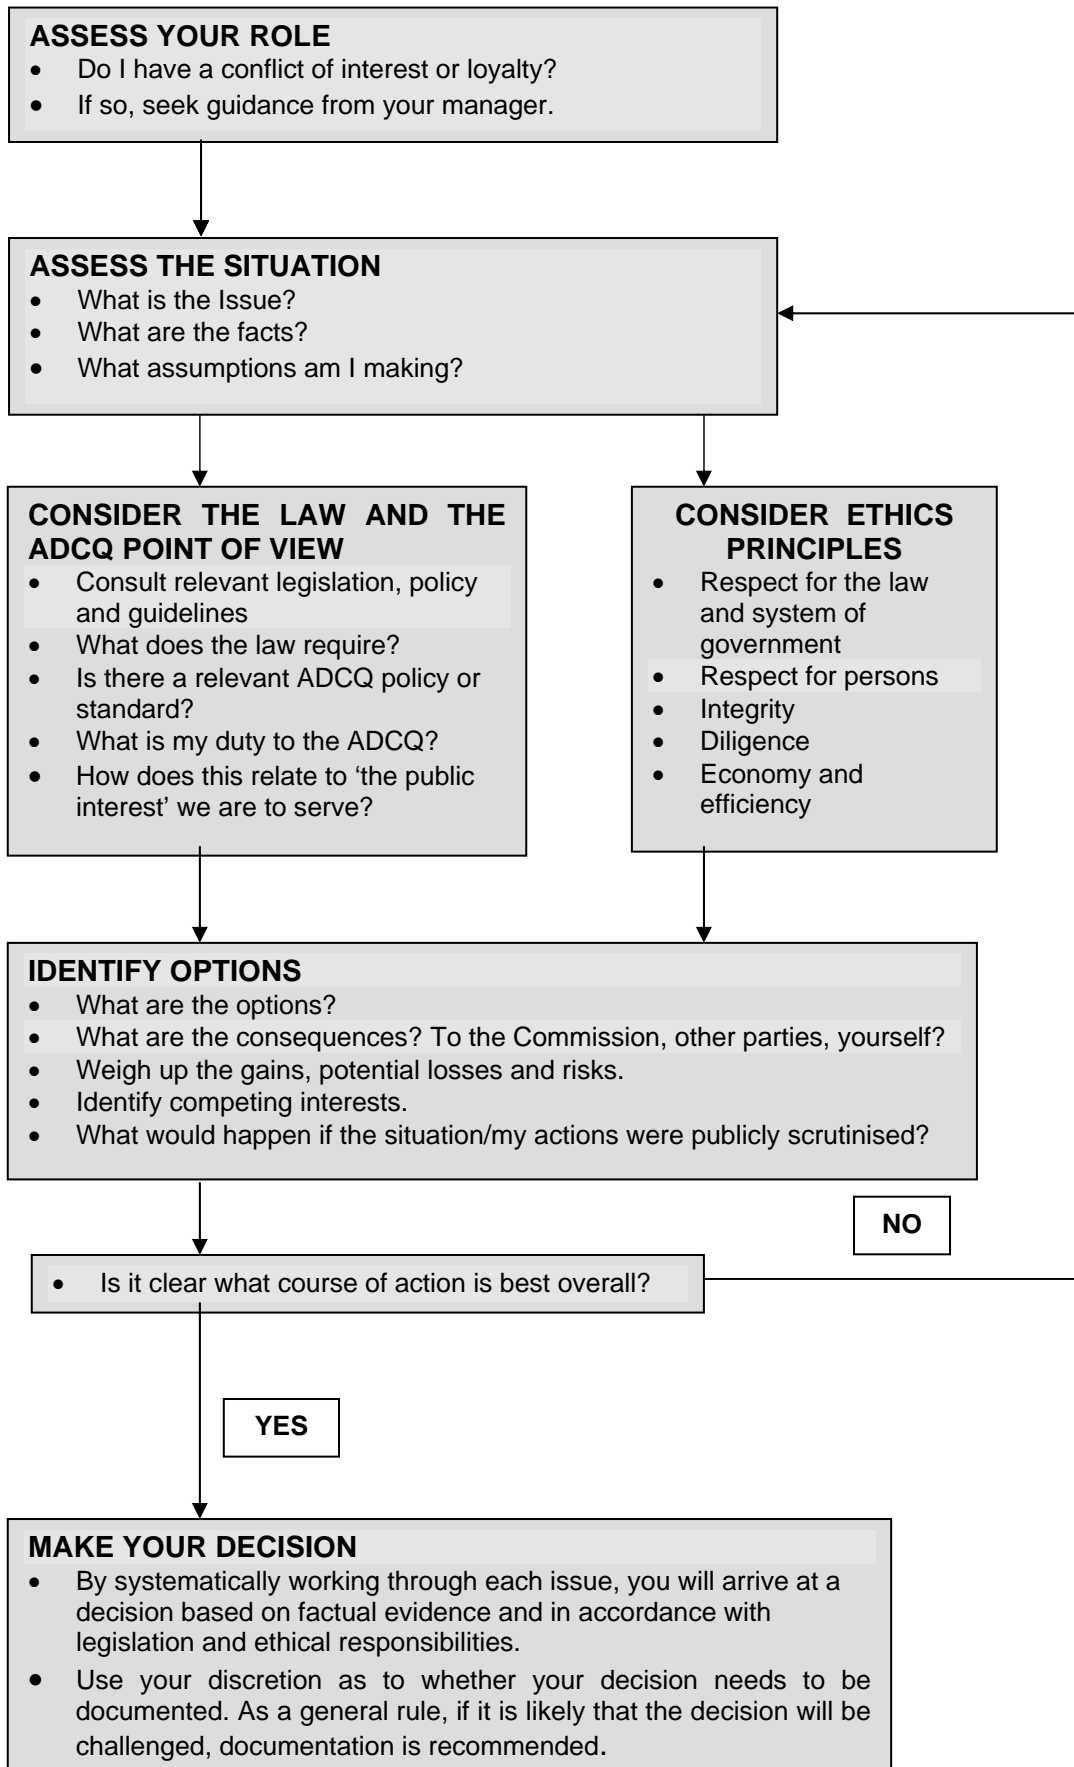 ASSESS YOUR ROLE
• Do I have a conflict of interest or loyalty?
• If so, seek guidance from your manager.
ASSESS THE SITUATION
• What is the Issue?
• What are the facts?
• What assumptions am I making?
CONSIDER THE LAW AND THE
ADCQ POINT OF VIEW
• Consult relevant legislation, policy
and guidelines
• What does the law require?
• Is there a relevant ADCQ policy or
standard?
• What is my duty to the ADCQ?
• How does this relate to ‘the public
interest’ we are to serve?
CONSIDER ETHICS
PRINCIPLES
• Respect for the law
and system of
government
• Respect for persons
• Integrity
• Diligence
• Economy and
efficiency
IDENTIFY OPTIONS
• What are the options?
• What are the consequences? To the Commission, other parties, yourself?
• Weigh up the gains, potential losses and risks.
• Identify competing interests.
• What would happen if the situation/my actions were publicly scrutinised?
NO
• Is it clear what course of action is best overall?
YES
MAKE YOUR DECISION
• By systematically working through each issue, you will arrive at a
decision based on factual evidence and in accordance with
legislation and ethical responsibilities.
• Use your discretion as to whether your decision needs to be
documented. As a general rule, if it is likely that the decision will be
challenged, documentation is recommended.